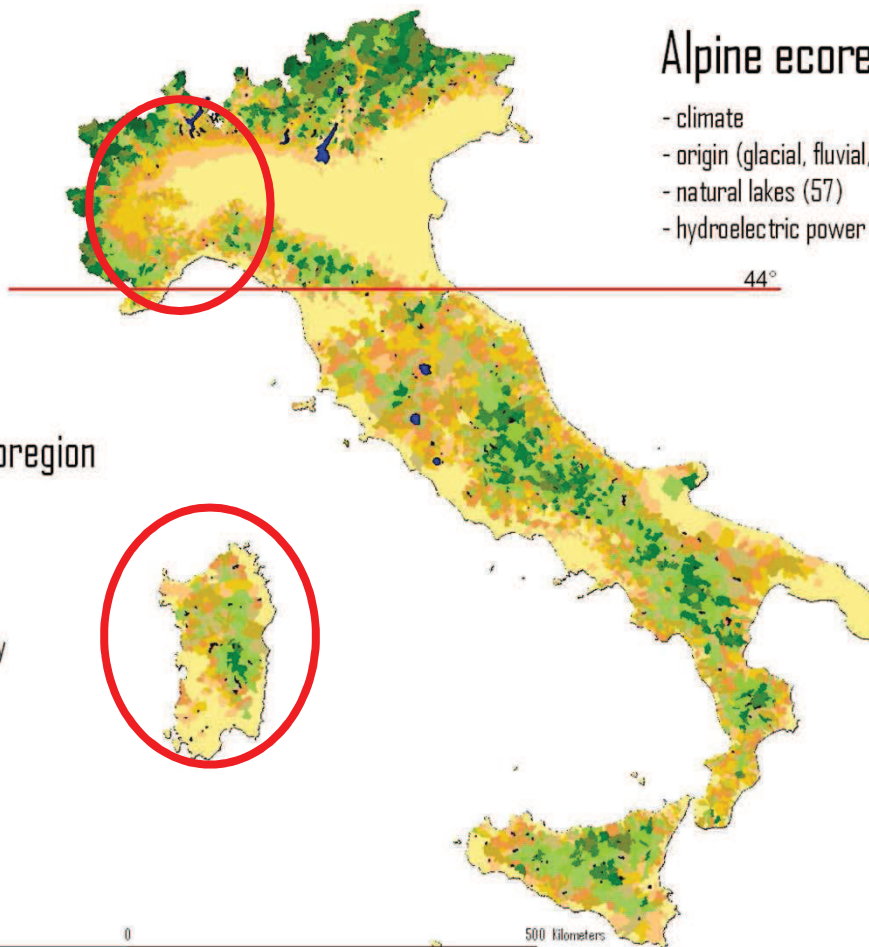 Alpine ecore
- climate
- origin (glacial, fluvial,
- natural lakes (57)
- hydroelectric power
44°
oregion
y
0
500 Kilometers